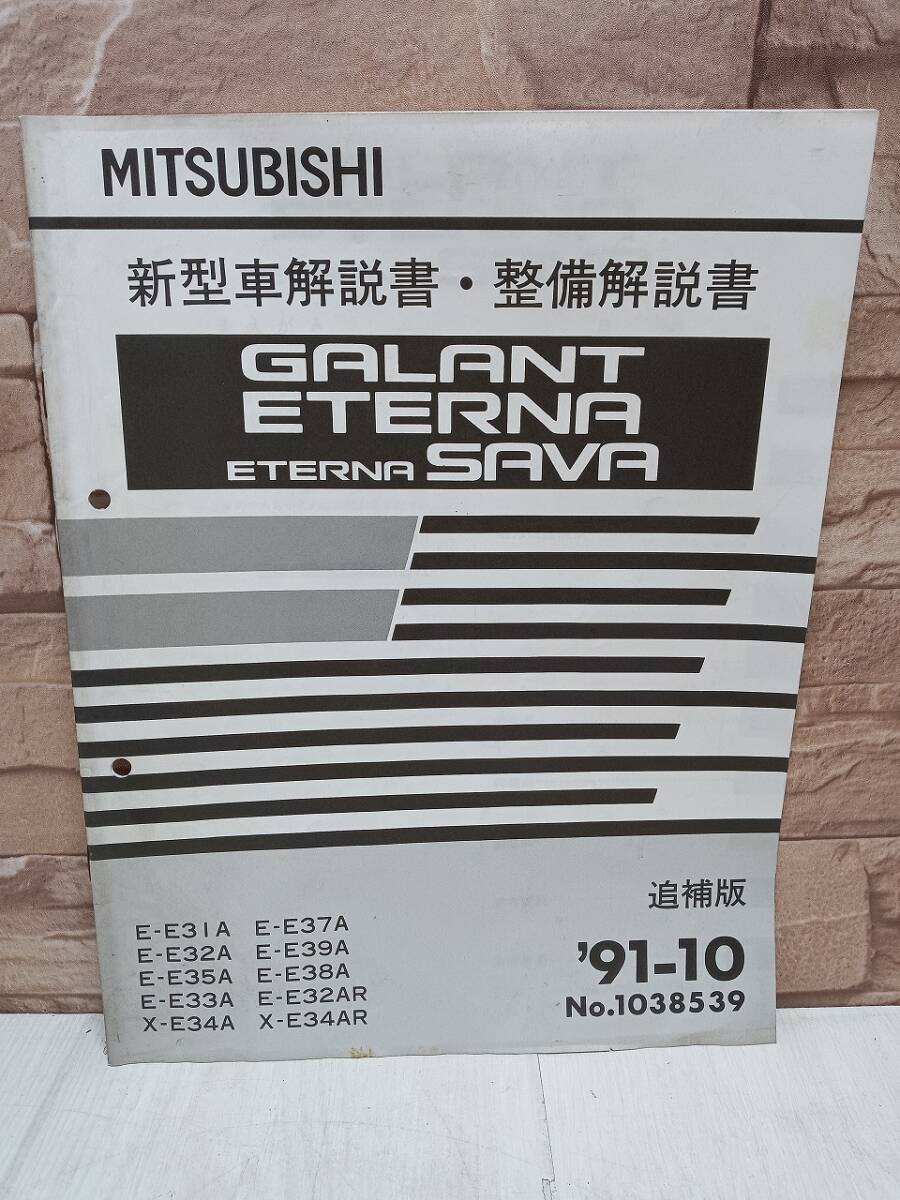 MITSUBISHI
新型車解説書・整備解説書
GALANT
ETERNA
ETERNA SAVA
追補版
'91-10
No.1038539
E-E31A E-E37A
E-E32A E-E39A
E-E35A E-E38A
E-E33A E-E32AR
X-E34A X-E34AR